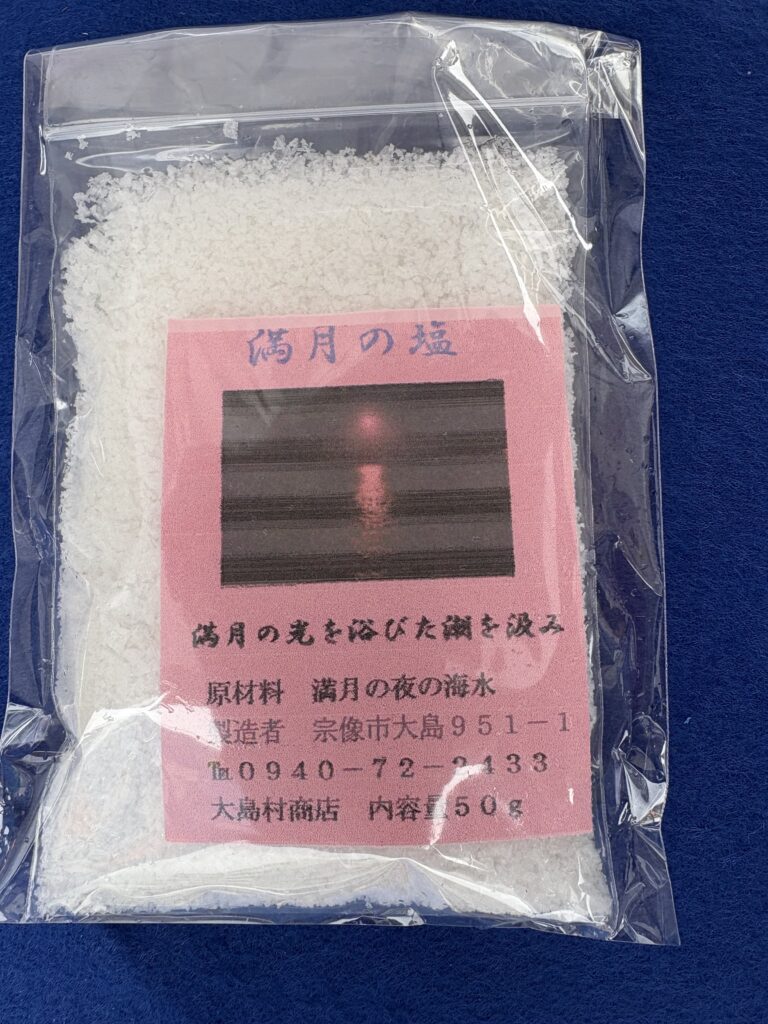 満月の塩
満月の光を浴びた潮を汲み
原材料　満月の夜の海水
製造者　宗像市大島９５１－１
℡０９４０－７２－２４３３
大島村商店　内容量５０ｇ